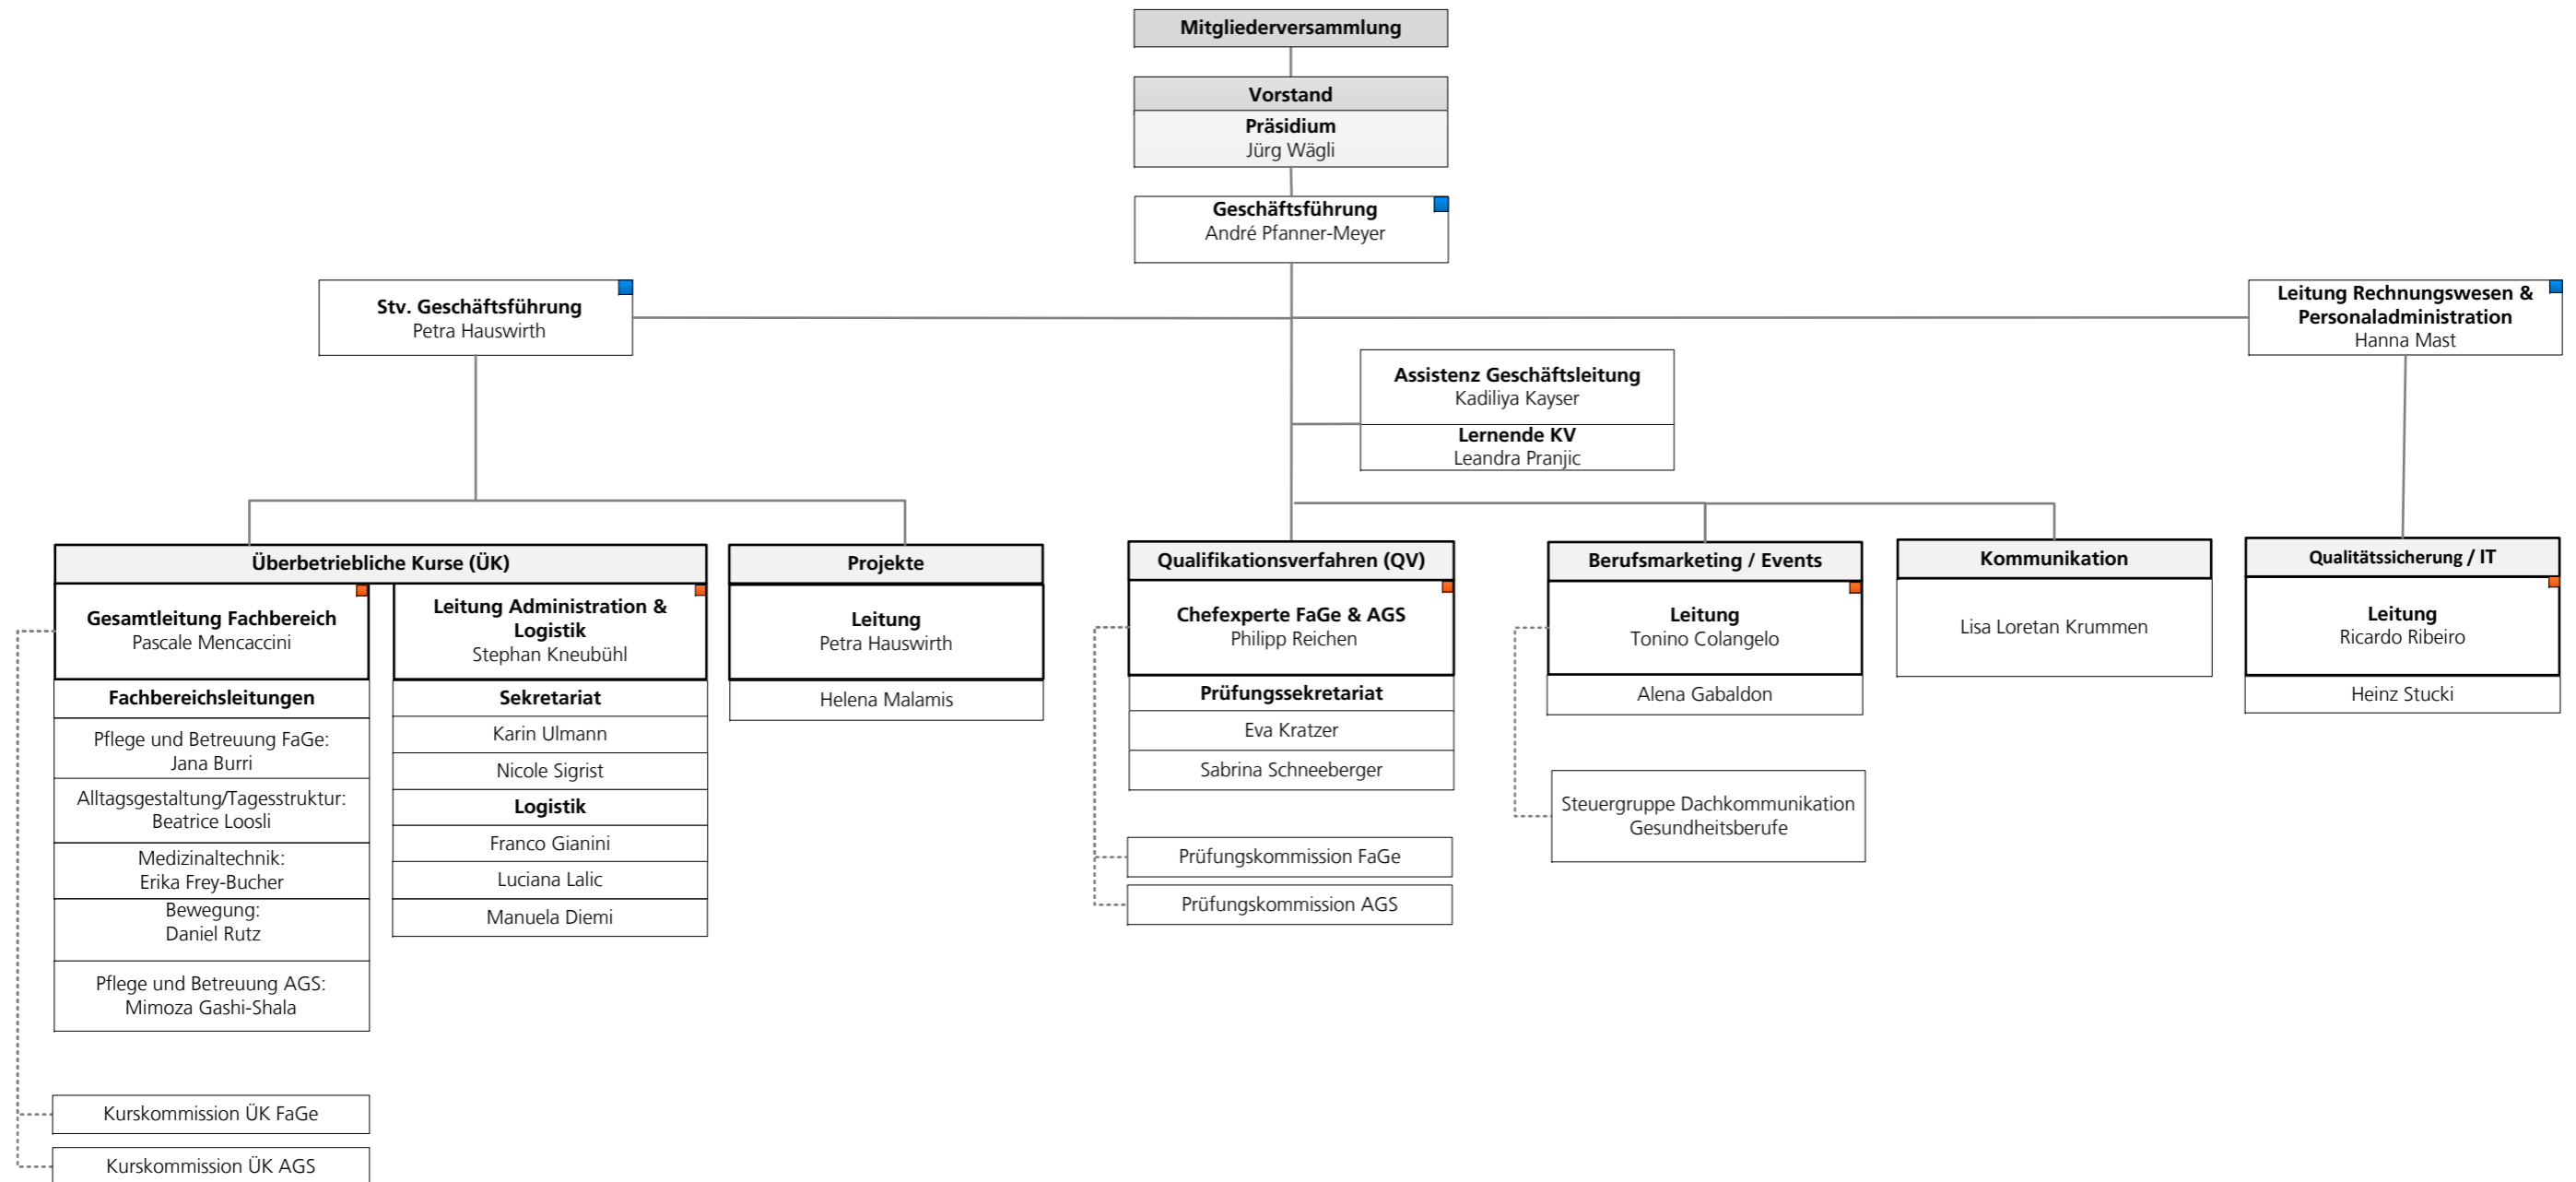 Mitgliederversammlung
Vorstand
Präsidium
Jürg Wägli
Geschäftsführung
André Pfanner-Meyer
Stv. Geschäftsführung
Petra Hauswirth
Leitung Rechnungswesen &
Personaladministration
Hanna Mast
Assistenz Geschäftsleitung
Kadiliya Kayser
Lernende KV
Leandra Pranjic
Überbetriebliche Kurse (ÜK)
Gesamtleitung Fachbereich
Pascale Mencaccini
Fachbereichsleitungen
Pflege und Betreuung FaGe:
Jana Burri
Alltagsgestaltung/Tagesstruktur:
Beatrice Loosli
Medizinaltechnik:
Erika Frey-Bucher
Bewegung:
Daniel Rutz
Pflege und Betreuung AGS:
Mimoza Gashi-Shala
Kurskommission ÜK FaGe
Kurskommission ÜK AGS
Leitung Administration &
Logistik
Stephan Kneubühl
Sekretariat
Karin Ulmann
Nicole Sigrist
Logistik
Franco Gianini
Luciana Lalic
Manuela Diemi
Projekte
Leitung
Petra Hauswirth
Helena Malamis
Qualifikationsverfahren (QV)
Chefexperte FaGe & AGS
Philipp Reichen
Prüfungssekretariat
Eva Kratzer
Sabrina Schneeberger
Prüfungskommission FaGe
Prüfungskommission AGS
Berufsmarketing / Events
Leitung
Tonino Colangelo
Alena Gabaldon
Steuergruppe Dachkommunikation
Gesundheitsberufe
Kommunikation
Lisa Loretan Krummen
Qualitätssicherung / IT
Leitung
Ricardo Ribeiro
Heinz Stucki